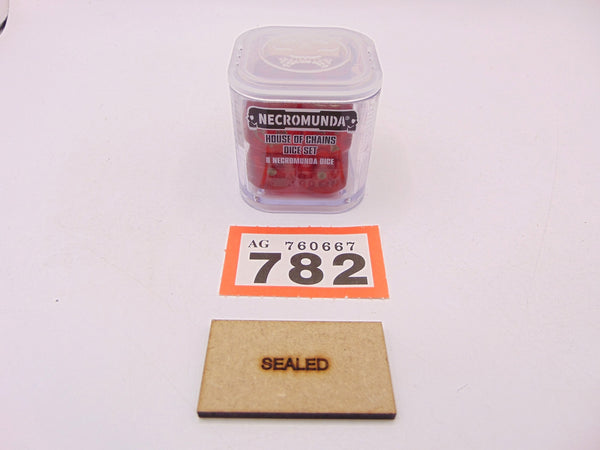 NECROMUNDA®
HOUSE OF CHAINS
DICE SET
8 NECROMUNDA DICE
AG 760667
782
SEALED